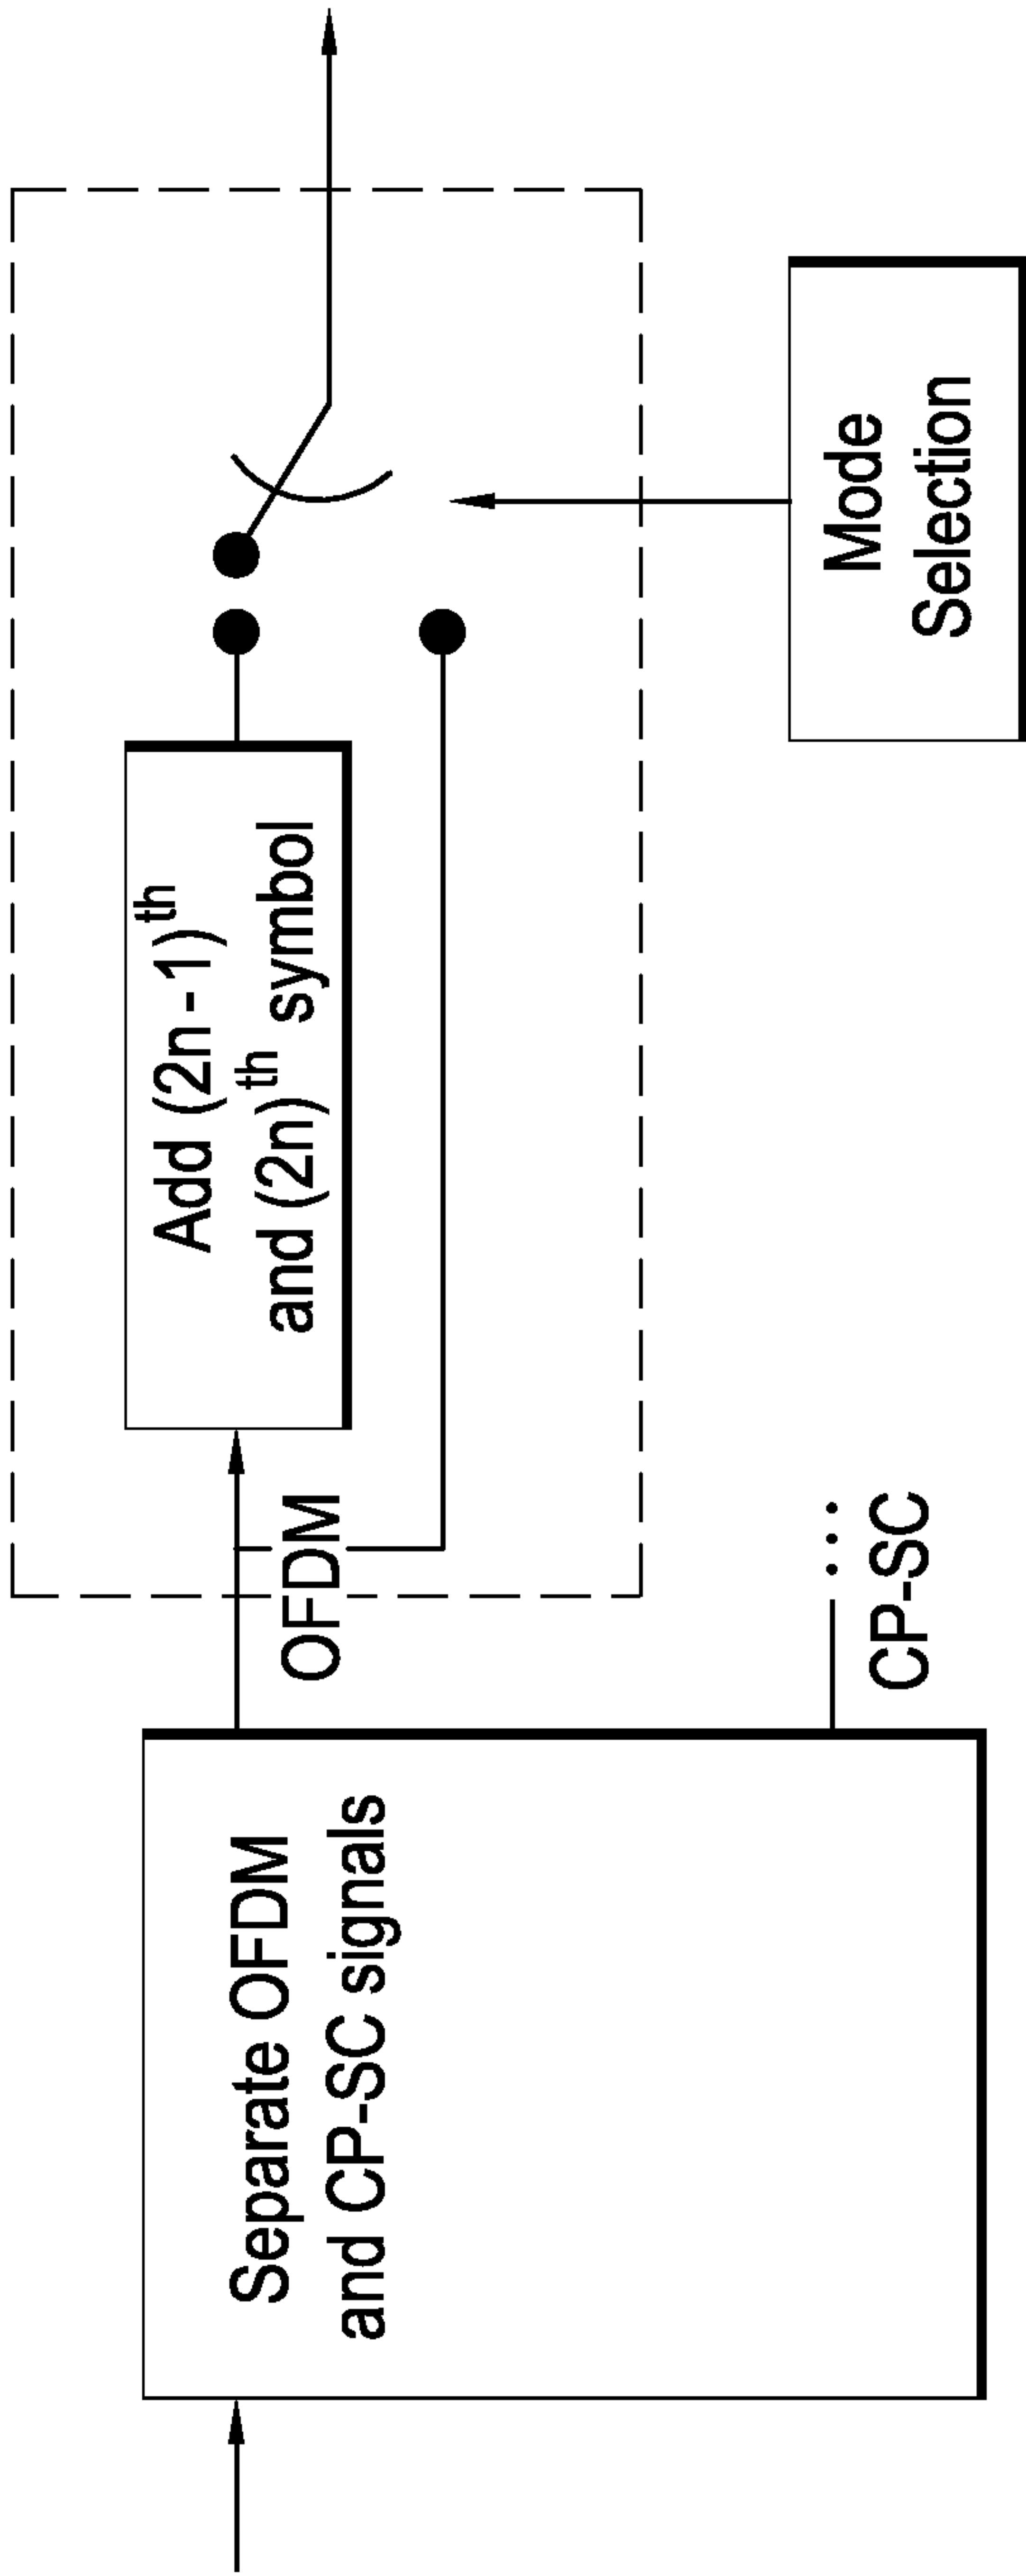 Separate OFDM
and CP-SC signals
OFDM
CP-SC
Add (2n-1)th
and (2n)th symbol
Mode
Selection